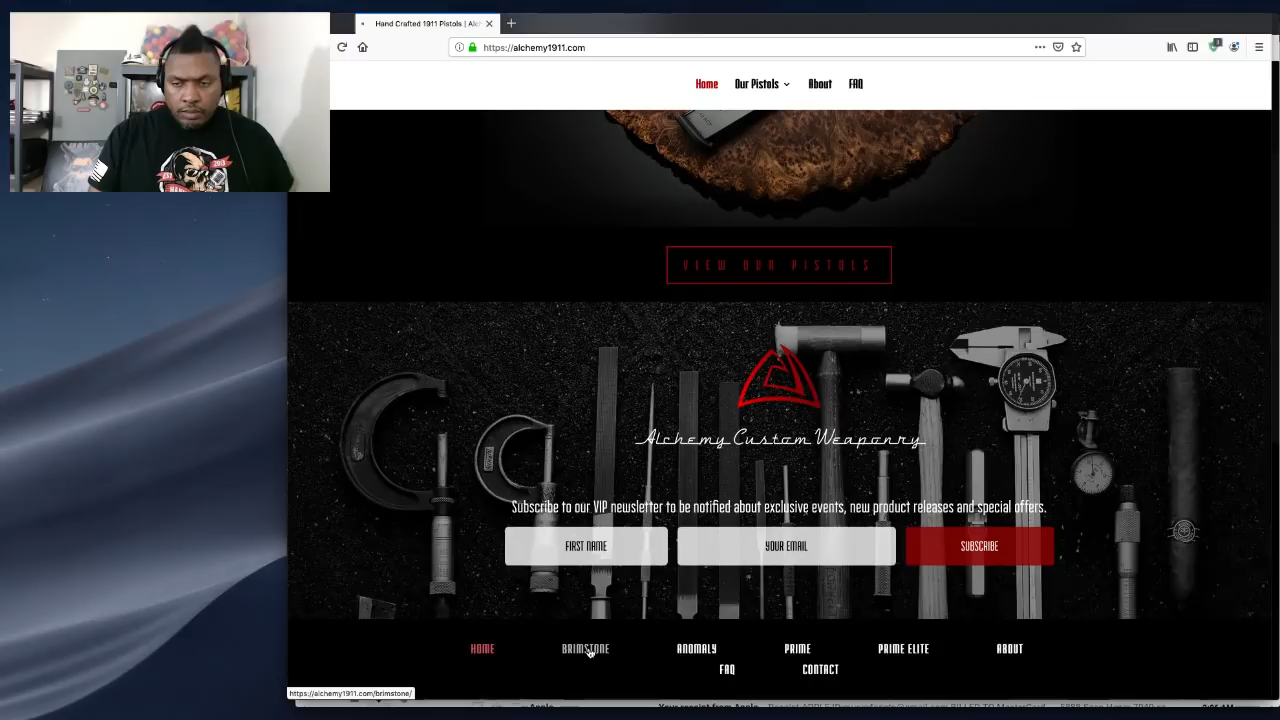 Hand Crafted 1911 Pistols | Alch
https://alchemy1911.com
Home Our Pistols About FAQ
VIEW OUR PISTOLS
Alchemy Custom Weaponry
Subscribe to our VIP newsletter to be notified about exclusive events, new product releases and special offers.
FIRST NAME YOUR EMAIL SUBSCRIBE
HOME BRIMSTONE ANOMALY PRIME PRIME ELITE ABOUT
FAQ CONTACT
https://alchemy1911.com/brimstone/